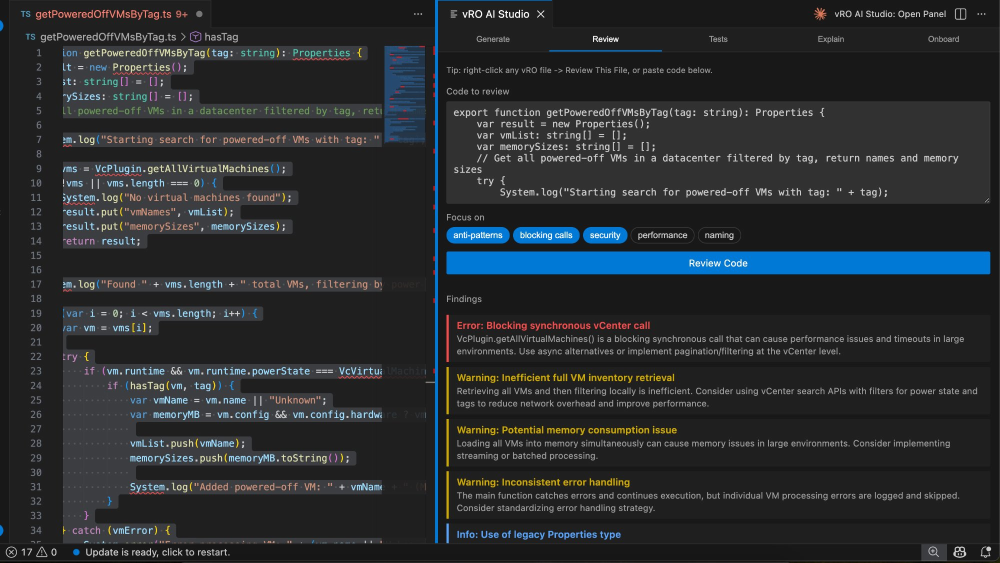 TS getPoweredOffVMsByTag.ts 9+
TS getPoweredOffVMsByTag.ts > hasTag
1 ion getPoweredOffVMsByTag(tag: string): Properties {
2 lt = new Properties();
3 st: string[] = [];
4 rySizes: string[] = [];
5 ll powered-off VMs in a datacenter filtered by tag, retu
6
7 em.log("Starting search for powered-off VMs with tag: " tag);
8
9 vms = VcPlugin.getAllVirtualMachines();
10 !vms || vms.length === 0) {
11 System.log("No virtual machines found");
12 result.put("vmNames", vmList);
13 result.put("memorySizes", memorySizes);
14 return result;
15
16
17 em.log("Found " + vms.length + " total VMs, filtering by power
18
19 (var i = 0; i < vms.length; i++) {
20 var vm = vms[i];
21
22 try {
23 if (vm.runtime && vm.runtime.powerState === VcVirtualMachin
24 if (hasTag(vm, tag)) {
25 var vmName = vm.name || "Unknown";
26 var memoryMB = vm.config && vm.config.hardware ? vm
27
28 vmList.push(vmName);
29 memorySizes.push(memoryMB.toString());
30
31 System.log("Added powered-off VM: " + vmName + " (M
32 }
33 }
34 } catch (vmError) {
17 0 Update is ready, click to restart.
vRO AI Studio
vRO AI Studio: Open Panel
Generate Review Tests Explain Onboard
Tip: right-click any vRO file -> Review This File, or paste code below.
Code to review
export function getPoweredOffVMsByTag(tag: string): Properties {
var result = new Properties();
var vmList: string[] = [];
var memorySizes: string[] = [];
// Get all powered-off VMs in a datacenter filtered by tag, return names and memory
sizes
try {
System.log("Starting search for powered-off VMs with tag: " + tag);
Focus on
anti-patterns blocking calls security performance naming
Review Code
Findings
Error: Blocking synchronous vCenter call
VcPlugin.getAllVirtualMachines() is a blocking synchronous call that can cause performance issues and timeouts in large
environments. Use async alternatives or implement pagination/filtering at the vCenter level.
Warning: Inefficient full VM inventory retrieval
Retrieving all VMs and then filtering locally is inefficient. Consider using vCenter search APIs with filters for power state and
tags to reduce network overhead and improve performance.
Warning: Potential memory consumption issue
Loading all VMs into memory simultaneously can cause memory issues in large environments. Consider implementing
streaming or batched processing.
Warning: Inconsistent error handling
The main function catches errors and continues execution, but individual VM processing errors are logged and skipped.
Consider standardizing error handling strategy.
Info: Use of legacy Properties type